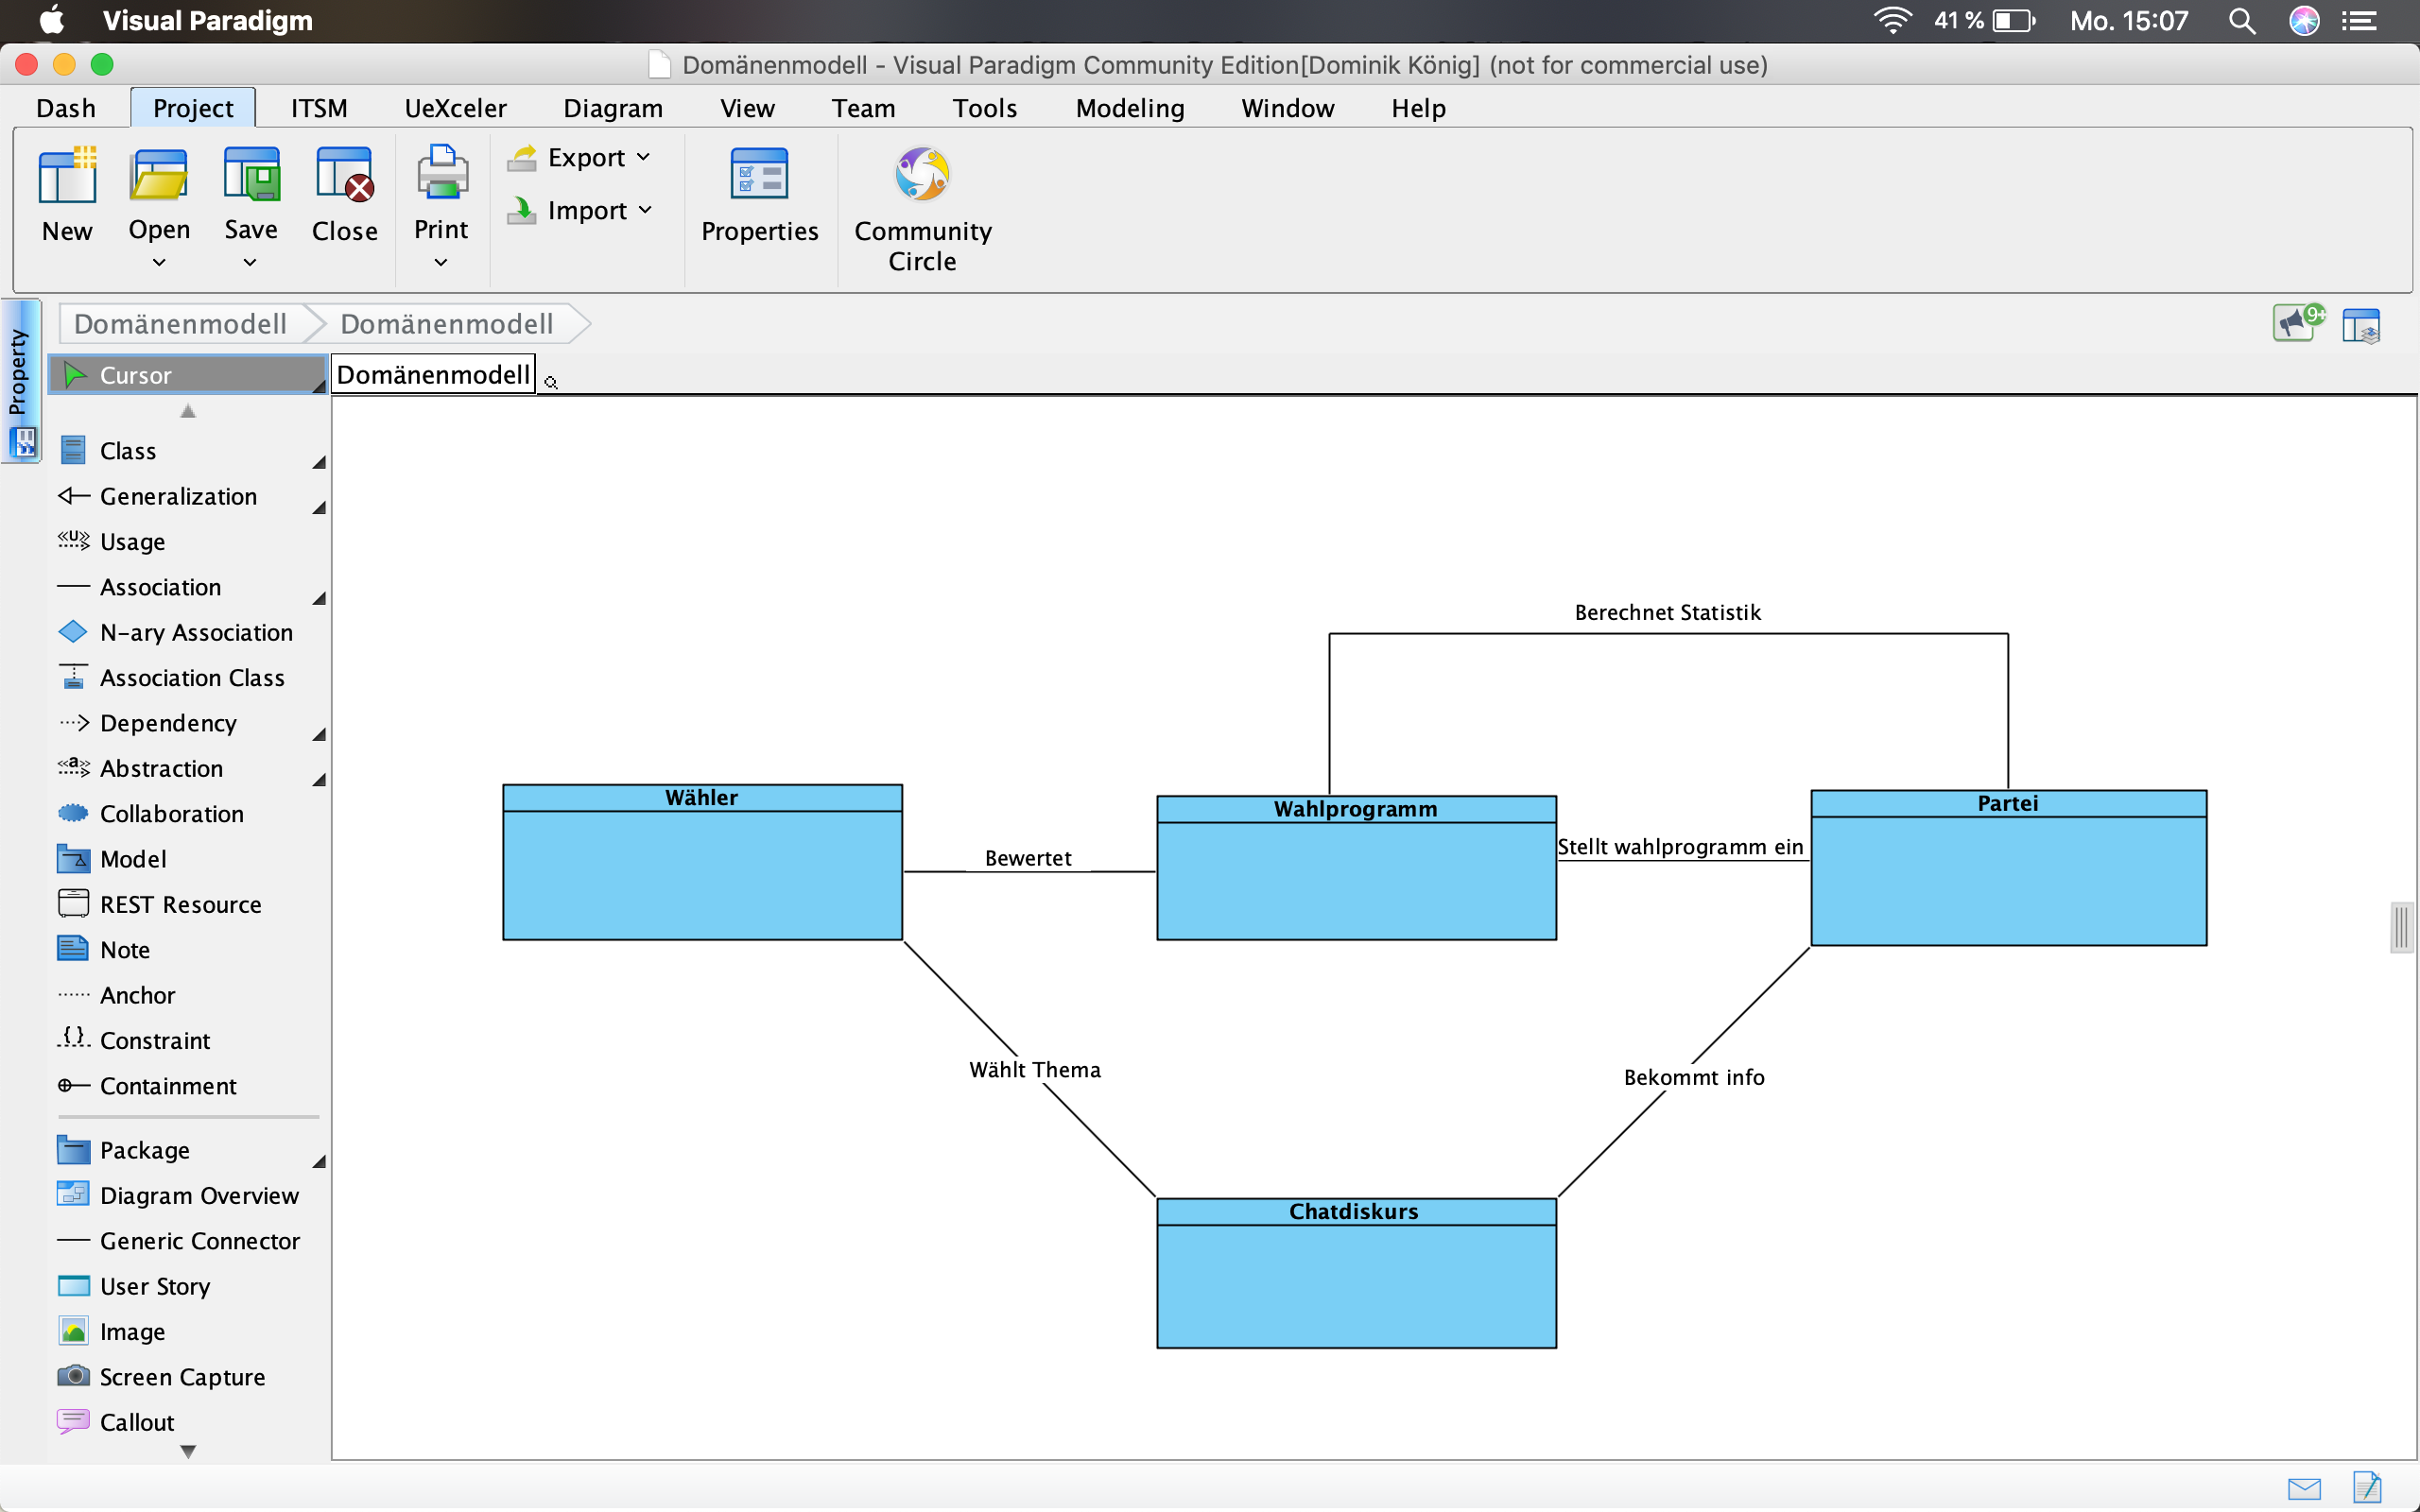 Visual Paradigm
41 %
Mo. 15:07
Domänenmodell - Visual Paradigm Community Edition[Dominik König] (not for commercial use)
Dash
Project
ITSM
UeXceler
Diagram
View
Team
Tools
Modeling
Window
Help
New
Open
Save
Close
Print
Export
Import
Properties
Community
Circle
Property
Domänenmodell
Domänenmodell
9+
Cursor
Domänenmodell
Class
Generalization
<<U>>
Usage
Association
N-ary Association
Association Class
Dependency
<<a>>
Abstraction
Collaboration
Model
REST Resource
Note
Anchor
{ }
Constraint
Containment
Package
Diagram Overview
Generic Connector
User Story
Image
Screen Capture
Callout
Berechnet Statistik
Wähler
Wahlprogramm
Partei
Bewertet
Stellt wahlprogramm ein
Wählt Thema
Bekommt info
Chatdiskurs